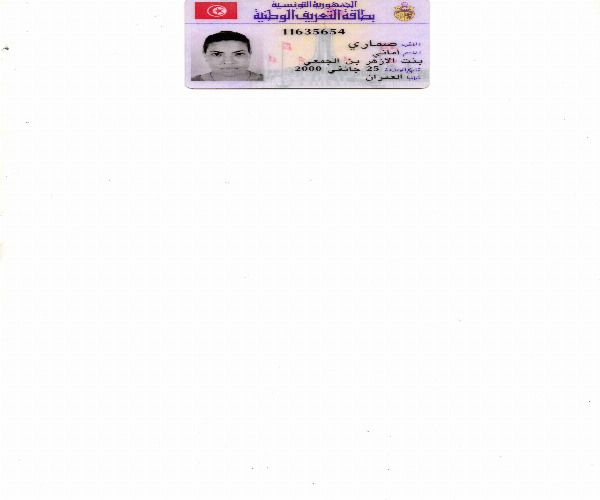 الجمهورية التونسية
بطاقة التعريف الوطنية
11635654
اللقب صماري
الاسم اماني
بنت الازهر بن الجمعي
تاريخ الولادة 25 جانفي 2000
مكانها العمران